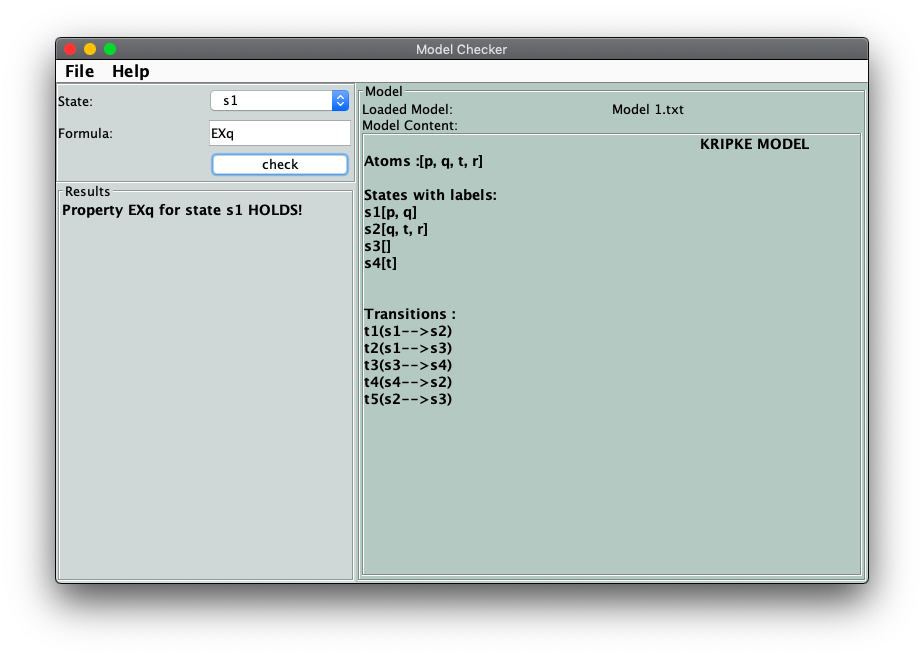 Model Checker
File Help
State: s1
Formula: EXq
check
Results
Property EXq for state s1 HOLDS!
Model
Loaded Model: Model 1.txt
Model Content:
KRIPKE MODEL
Atoms :[p, q, t, r]
States with labels:
s1[p, q]
s2[q, t, r]
s3[]
s4[t]
Transitions :
t1(s1-->s2)
t2(s1-->s3)
t3(s3-->s4)
t4(s4-->s2)
t5(s2-->s3)